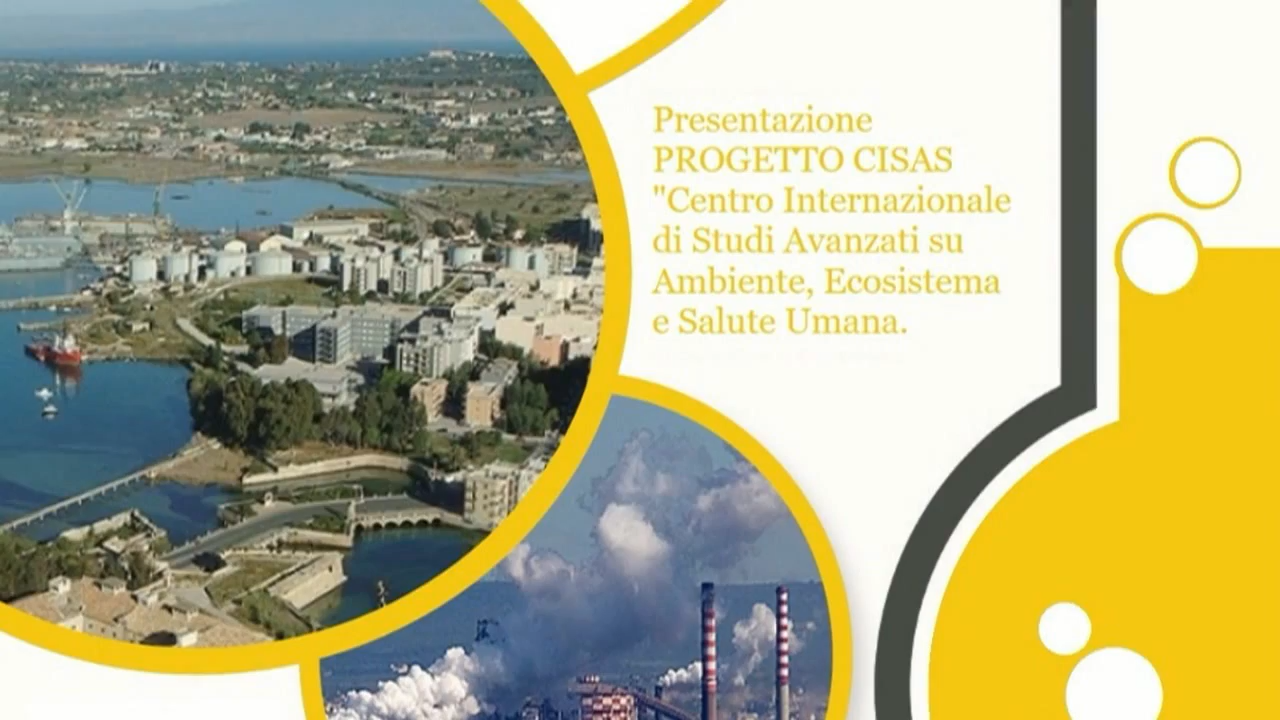 Presentazione
PROGETTO CISAS
"Centro Internazionale
di Studi Avanzati su
Ambiente, Ecosistema
e Salute Umana.